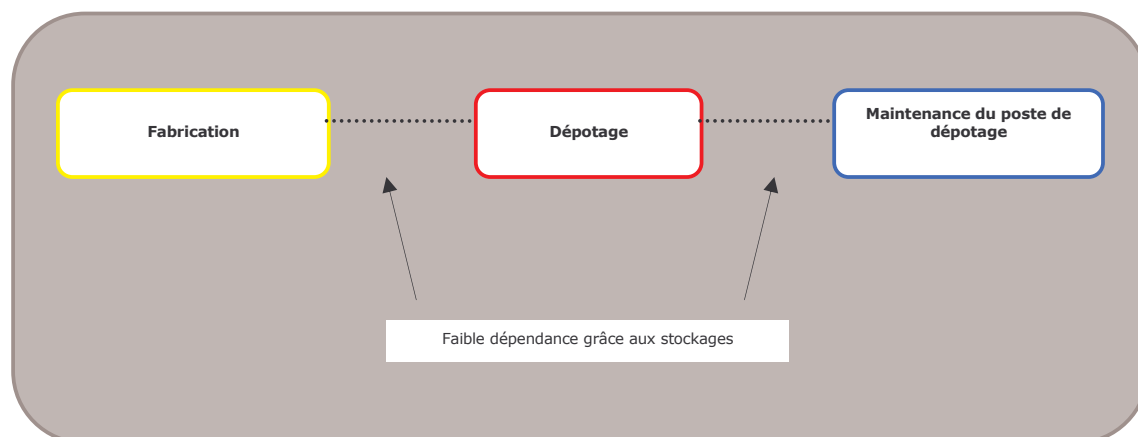 Fabrication
Dépotage
Maintenance du poste de
dépotage
Faible dépendance grâce aux stockages